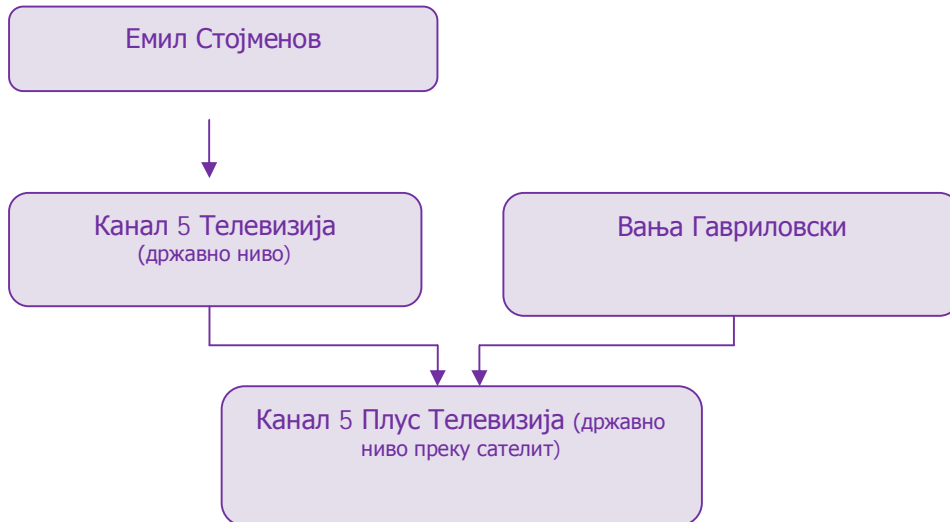 Емил Стојменов
Канал 5 Телевизија
(државно ниво)
Вања Гавриловски
Канал 5 Плус Телевизија (државно
ниво преку сателит)